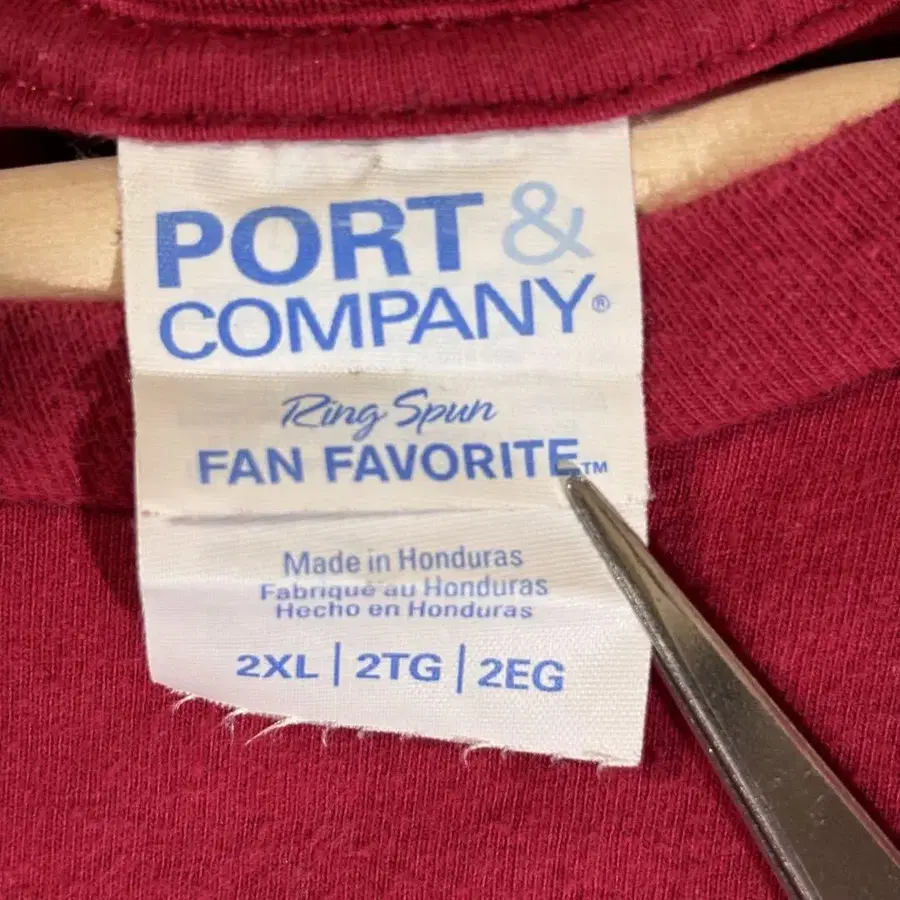 PORT &
COMPANY®
Ring Spun
FAN FAVORITE™
Made in Honduras
Fabriqué au Honduras
Hecho en Honduras
2XL | 2TG | 2EG